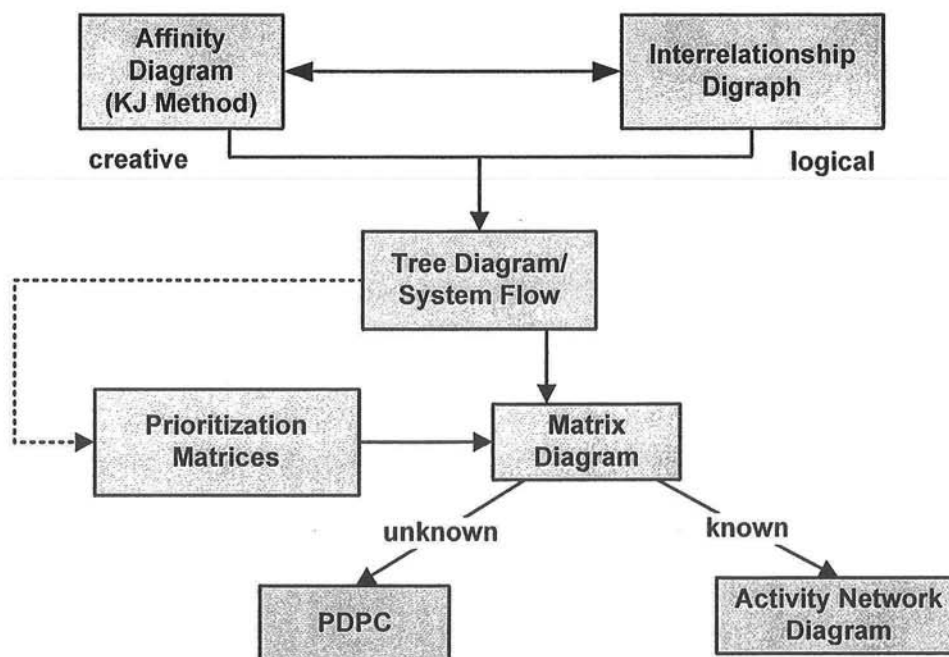 Affinity
Diagram
(KJ Method)
Interrelationship
Digraph
creative
logical
Tree Diagram/
System Flow
Prioritization
Matrices
Matrix
Diagram
unknown
known
PDPC
Activity Network
Diagram